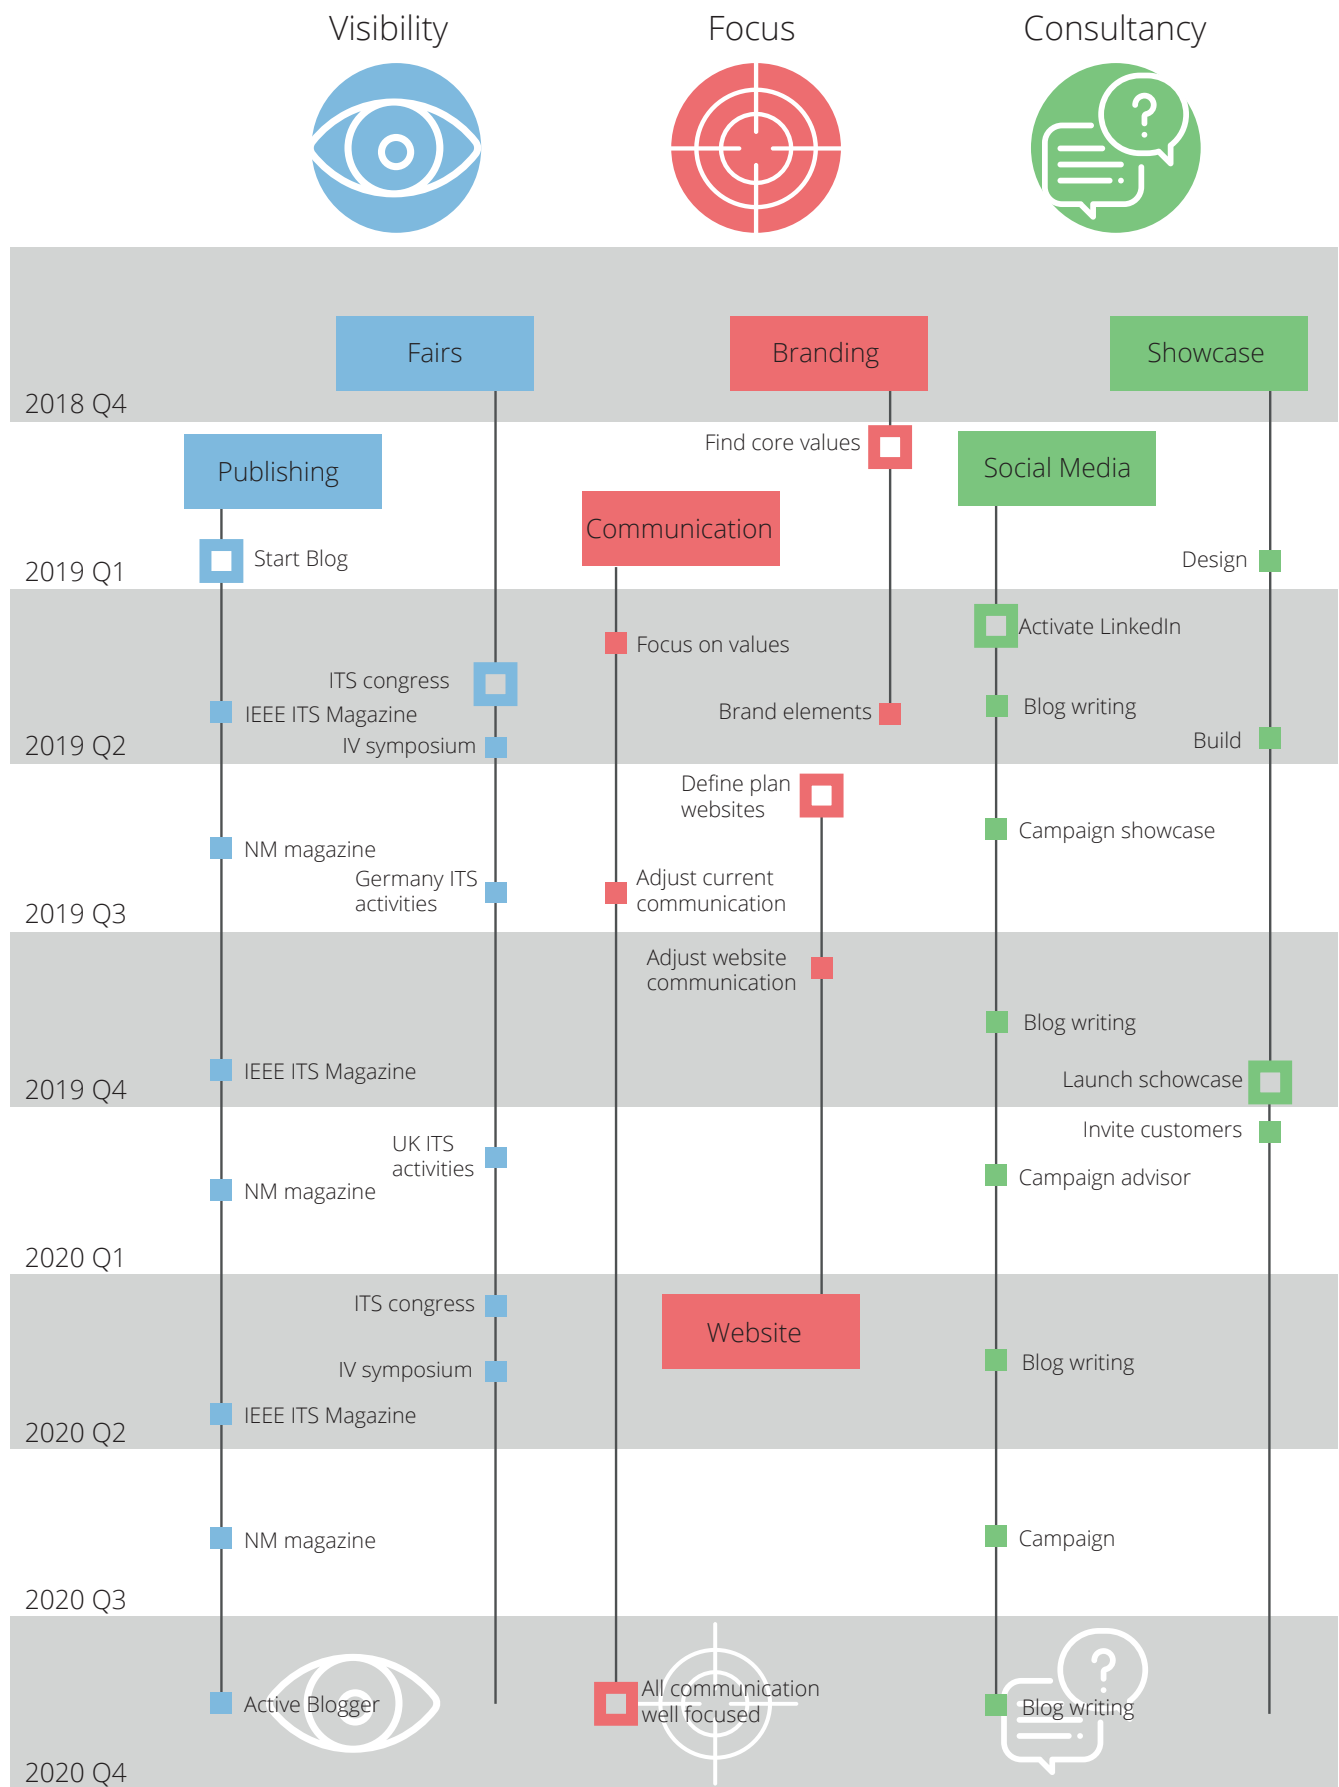 Visibility
Focus
Consultancy
?
Fairs
Branding
Showcase
2018 Q4
Find core values
Publishing
Social Media
Communication
Start Blog
Design
2019 Q1
Activate LinkedIn
Focus on values
ITS congress
IEEE ITS Magazine
Brand elements
Blog writing
IV symposium
Build
2019 Q2
Define plan
websites
Campaign showcase
NM magazine
Germany ITS
activities
Adjust current
communication
2019 Q3
Adjust website
communication
Blog writing
IEEE ITS Magazine
Launch schowcase
2019 Q4
Invite customers
UK ITS
activities
Campaign advisor
NM magazine
2020 Q1
ITS congress
Website
IV symposium
Blog writing
IEEE ITS Magazine
2020 Q2
NM magazine
Campaign
2020 Q3
?
All communication
well focused
Active Blogger
Blog writing
2020 Q4